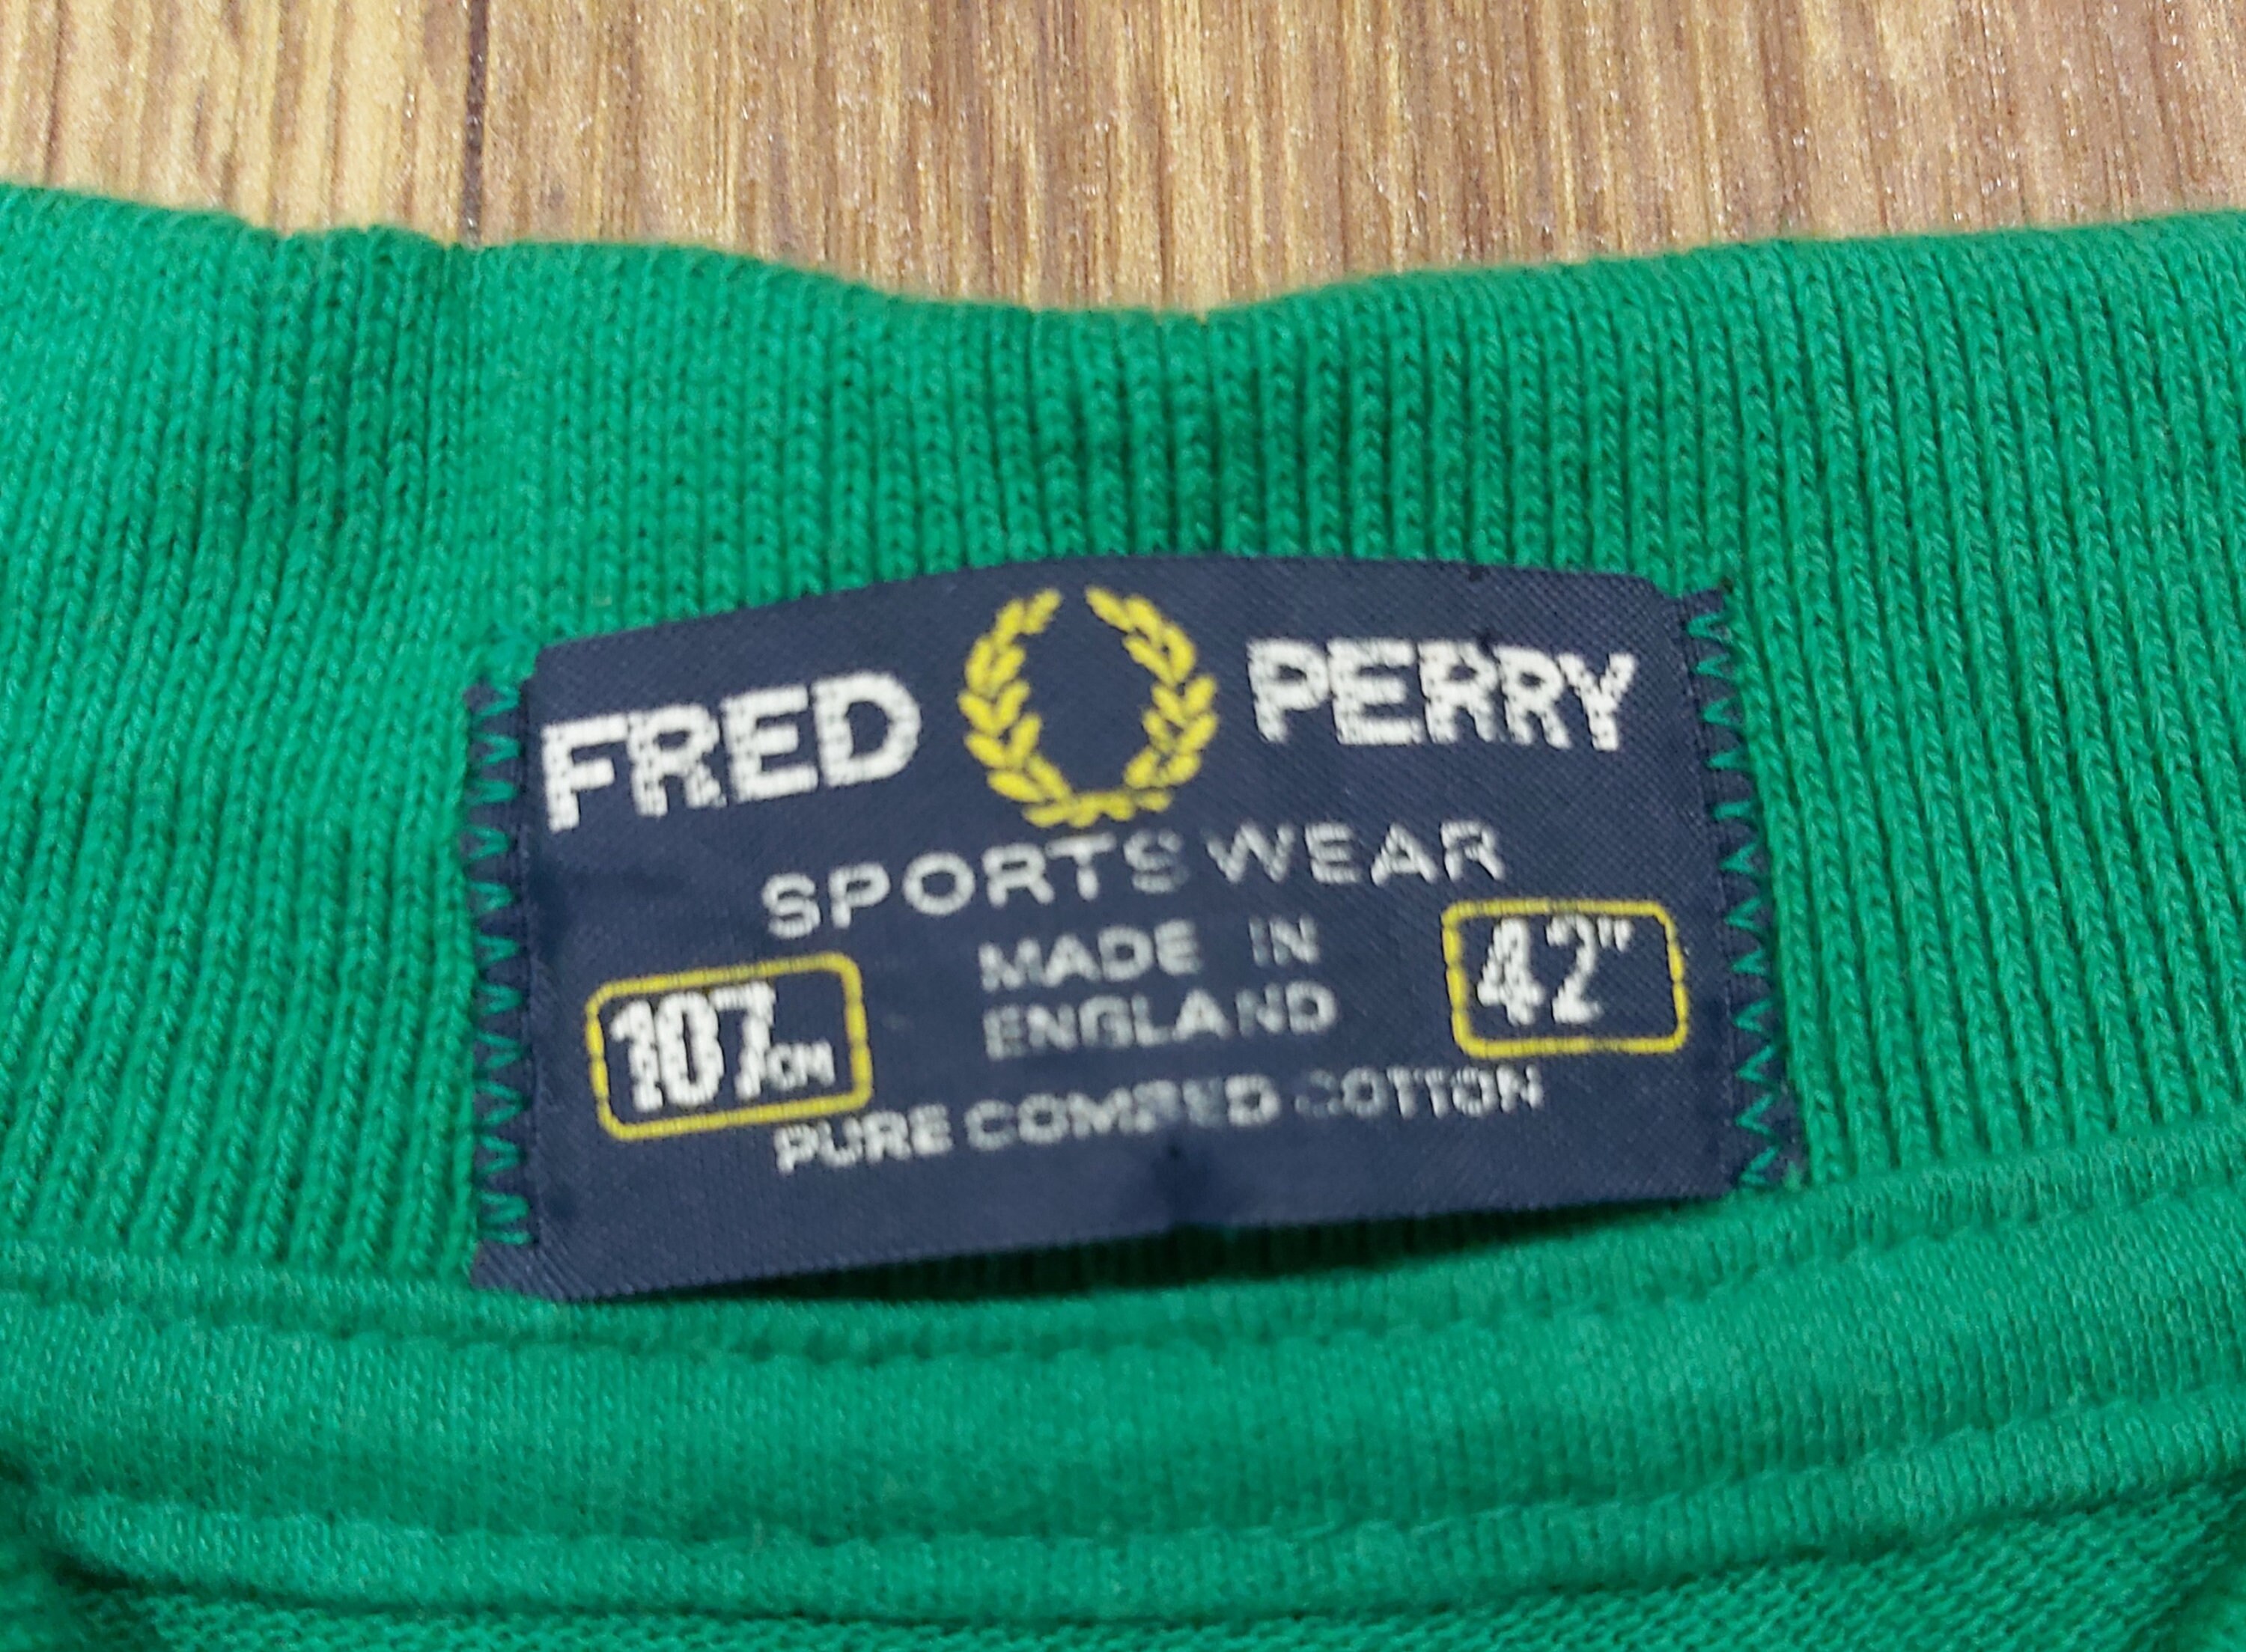 FRED PERRY
SPORTSWEAR
MADE IN
ENGLAND
107CM
42"
PURE COMBED COTTON